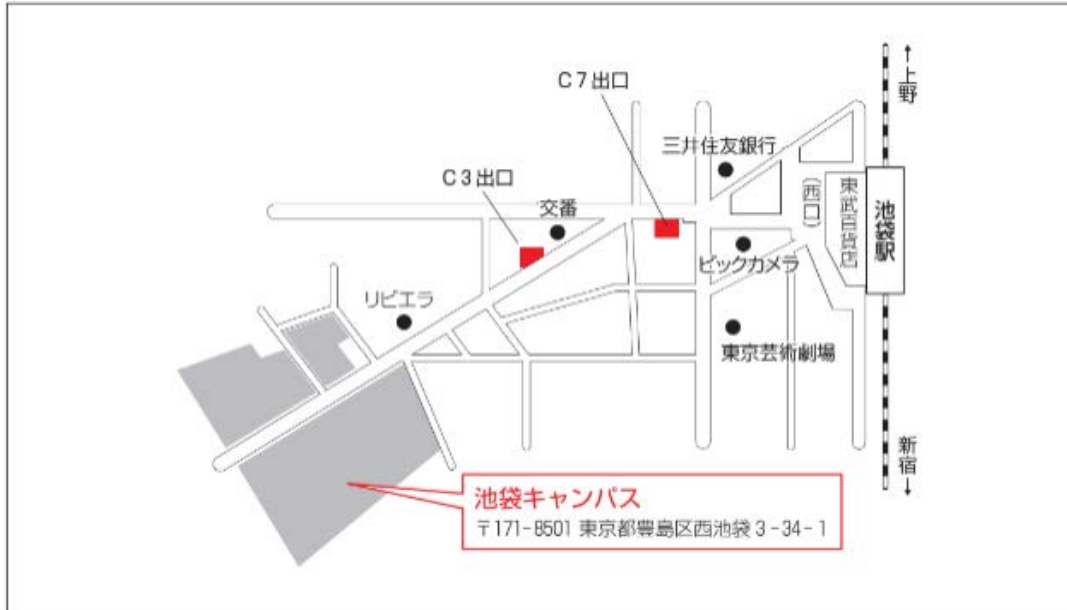 ↑上野
C7出口
三井住友銀行
C3出口
交番
(西口)
東武百貨店
池袋駅
ビックカメラ
リビエラ
東京芸術劇場
新宿↓
池袋キャンパス
〒171-8501 東京都豊島区西池袋3-34-1